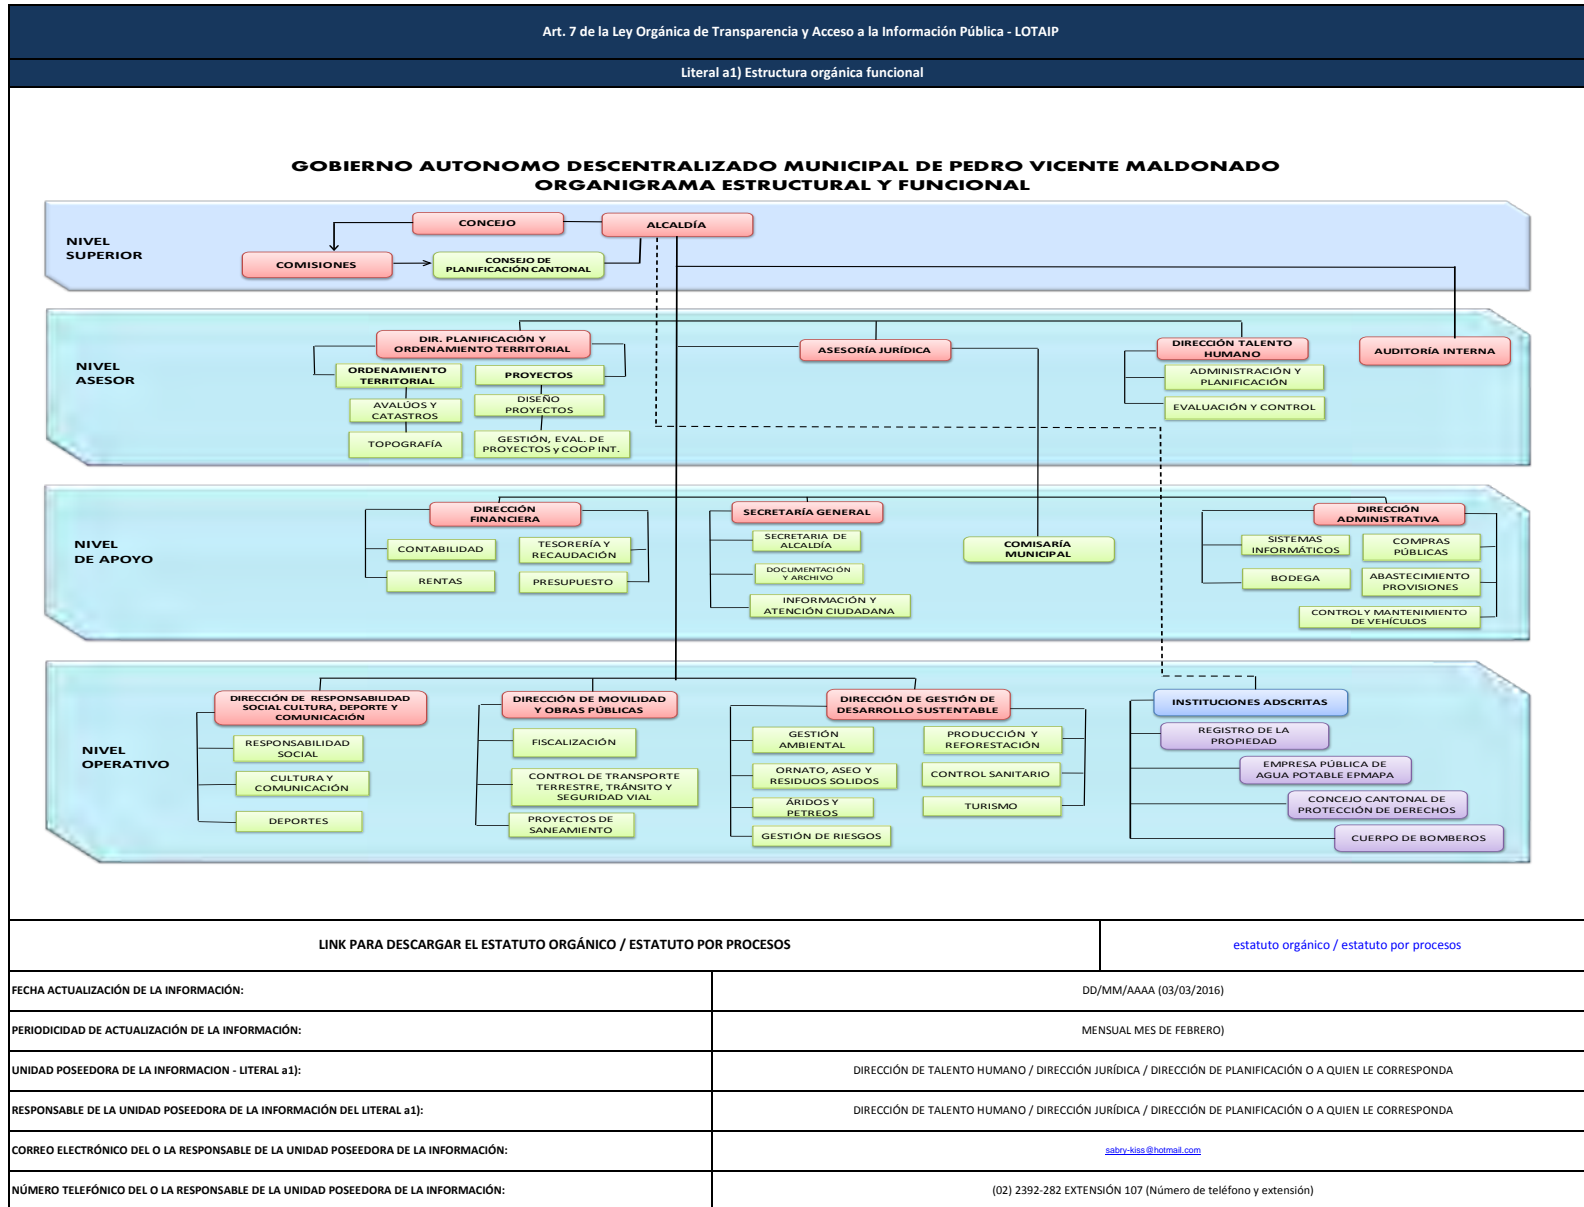 Art. 7 de la Ley Orgánica de Transparencia y Acceso a la Información Pública - LOTAIP
Literal a1) Estructura orgánica funcional
GOBIERNO AUTONOMO DESCENTRALIZADO MUNICIPAL DE PEDRO VICENTE MALDONADO
ORGANIGRAMA ESTRUCTURAL Y FUNCIONAL
NIVEL
SUPERIOR
CONCEJO
ALCALDÍA
COMISIONES
CONSEJO DE
PLANIFICACIÓN CANTONAL
NIVEL
ASESOR
DIR. PLANIFICACIÓN Y
ORDENAMIENTO TERRITORIAL
ORDENAMIENTO
TERRITORIAL
AVALÚOS Y
CATASTROS
TOPOGRAFÍA
PROYECTOS
DISEÑO
PROYECTOS
GESTIÓN, EVAL. DE
PROYECTOS y COOP INT.
ASESORÍA JURÍDICA
DIRECCIÓN TALENTO
HUMANO
ADMINISTRACIÓN Y
PLANIFICACIÓN
EVALUACIÓN Y CONTROL
AUDITORÍA INTERNA
NIVEL
DE APOYO
DIRECCIÓN
FINANCIERA
CONTABILIDAD
RENTAS
TESORERÍA Y
RECAUDACIÓN
PRESUPUESTO
SECRETARÍA GENERAL
SECRETARIA DE
ALCALDÍA
DOCUMENTACIÓN
Y ARCHIVO
INFORMACIÓN Y
ATENCIÓN CIUDADANA
COMISARÍA
MUNICIPAL
DIRECCIÓN
ADMINISTRATIVA
SISTEMAS
INFORMÁTICOS
BODEGA
COMPRAS
PÚBLICAS
ABASTECIMIENTO
PROVISIONES
CONTROL Y MANTENIMIENTO
DE VEHÍCULOS
NIVEL
OPERATIVO
DIRECCIÓN DE RESPONSABILIDAD
SOCIAL CULTURA, DEPORTE Y
COMUNICACIÓN
RESPONSABILIDAD
SOCIAL
CULTURA Y
COMUNICACIÓN
DEPORTES
DIRECCIÓN DE MOVILIDAD
Y OBRAS PÚBLICAS
FISCALIZACIÓN
CONTROL DE TRANSPORTE
TERRESTRE, TRÁNSITO Y
SEGURIDAD VIAL
PROYECTOS DE
SANEAMIENTO
DIRECCIÓN DE GESTIÓN DE
DESARROLLO SUSTENTABLE
GESTIÓN
AMBIENTAL
ORNATO, ASEO Y
RESIDUOS SOLIDOS
ÁRIDOS Y
PETREOS
GESTIÓN DE RIESGOS
PRODUCCIÓN Y
REFORESTACIÓN
CONTROL SANITARIO
TURISMO
INSTITUCIONES ADSCRITAS
REGISTRO DE LA
PROPIEDAD
EMPRESA PÚBLICA DE
AGUA POTABLE EPMAPA
CONCEJO CANTONAL DE
PROTECCIÓN DE DERECHOS
CUERPO DE BOMBEROS
LINK PARA DESCARGAR EL ESTATUTO ORGÁNICO / ESTATUTO POR PROCESOS
estatuto orgánico / estatuto por procesos
FECHA ACTUALIZACIÓN DE LA INFORMACIÓN:
DD/MM/AAAA (03/03/2016)
PERIODICIDAD DE ACTUALIZACIÓN DE LA INFORMACIÓN:
MENSUAL MES DE FEBRERO)
UNIDAD POSEEDORA DE LA INFORMACION - LITERAL a1):
DIRECCIÓN DE TALENTO HUMANO / DIRECCIÓN JURÍDICA / DIRECCIÓN DE PLANIFICACIÓN O A QUIEN LE CORRESPONDA
RESPONSABLE DE LA UNIDAD POSEEDORA DE LA INFORMACIÓN DEL LITERAL a1):
DIRECCIÓN DE TALENTO HUMANO / DIRECCIÓN JURÍDICA / DIRECCIÓN DE PLANIFICACIÓN O A QUIEN LE CORRESPONDA
CORREO ELECTRÓNICO DEL O LA RESPONSABLE DE LA UNIDAD POSEEDORA DE LA INFORMACIÓN:
sabry-kiss@hotmail.com
NÚMERO TELEFÓNICO DEL O LA RESPONSABLE DE LA UNIDAD POSEEDORA DE LA INFORMACIÓN:
(02) 2392-282 EXTENSIÓN 107 (Número de teléfono y extensión)